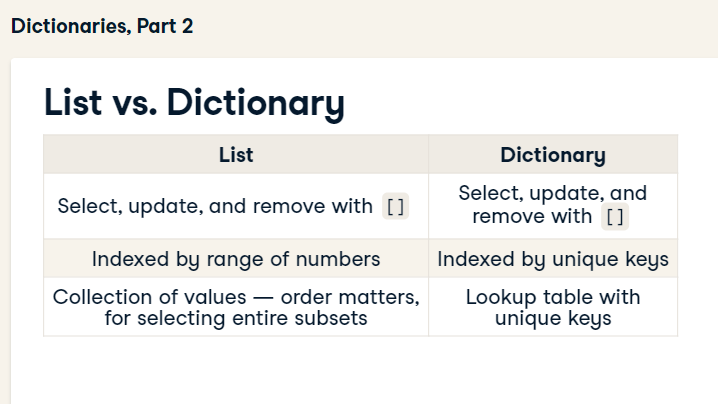 Dictionaries, Part 2
List vs. Dictionary
List
Dictionary
Select, update, and remove with []
Select, update, and
remove with []
Indexed by range of numbers
Indexed by unique keys
Collection of values — order matters,
for selecting entire subsets
Lookup table with
unique keys